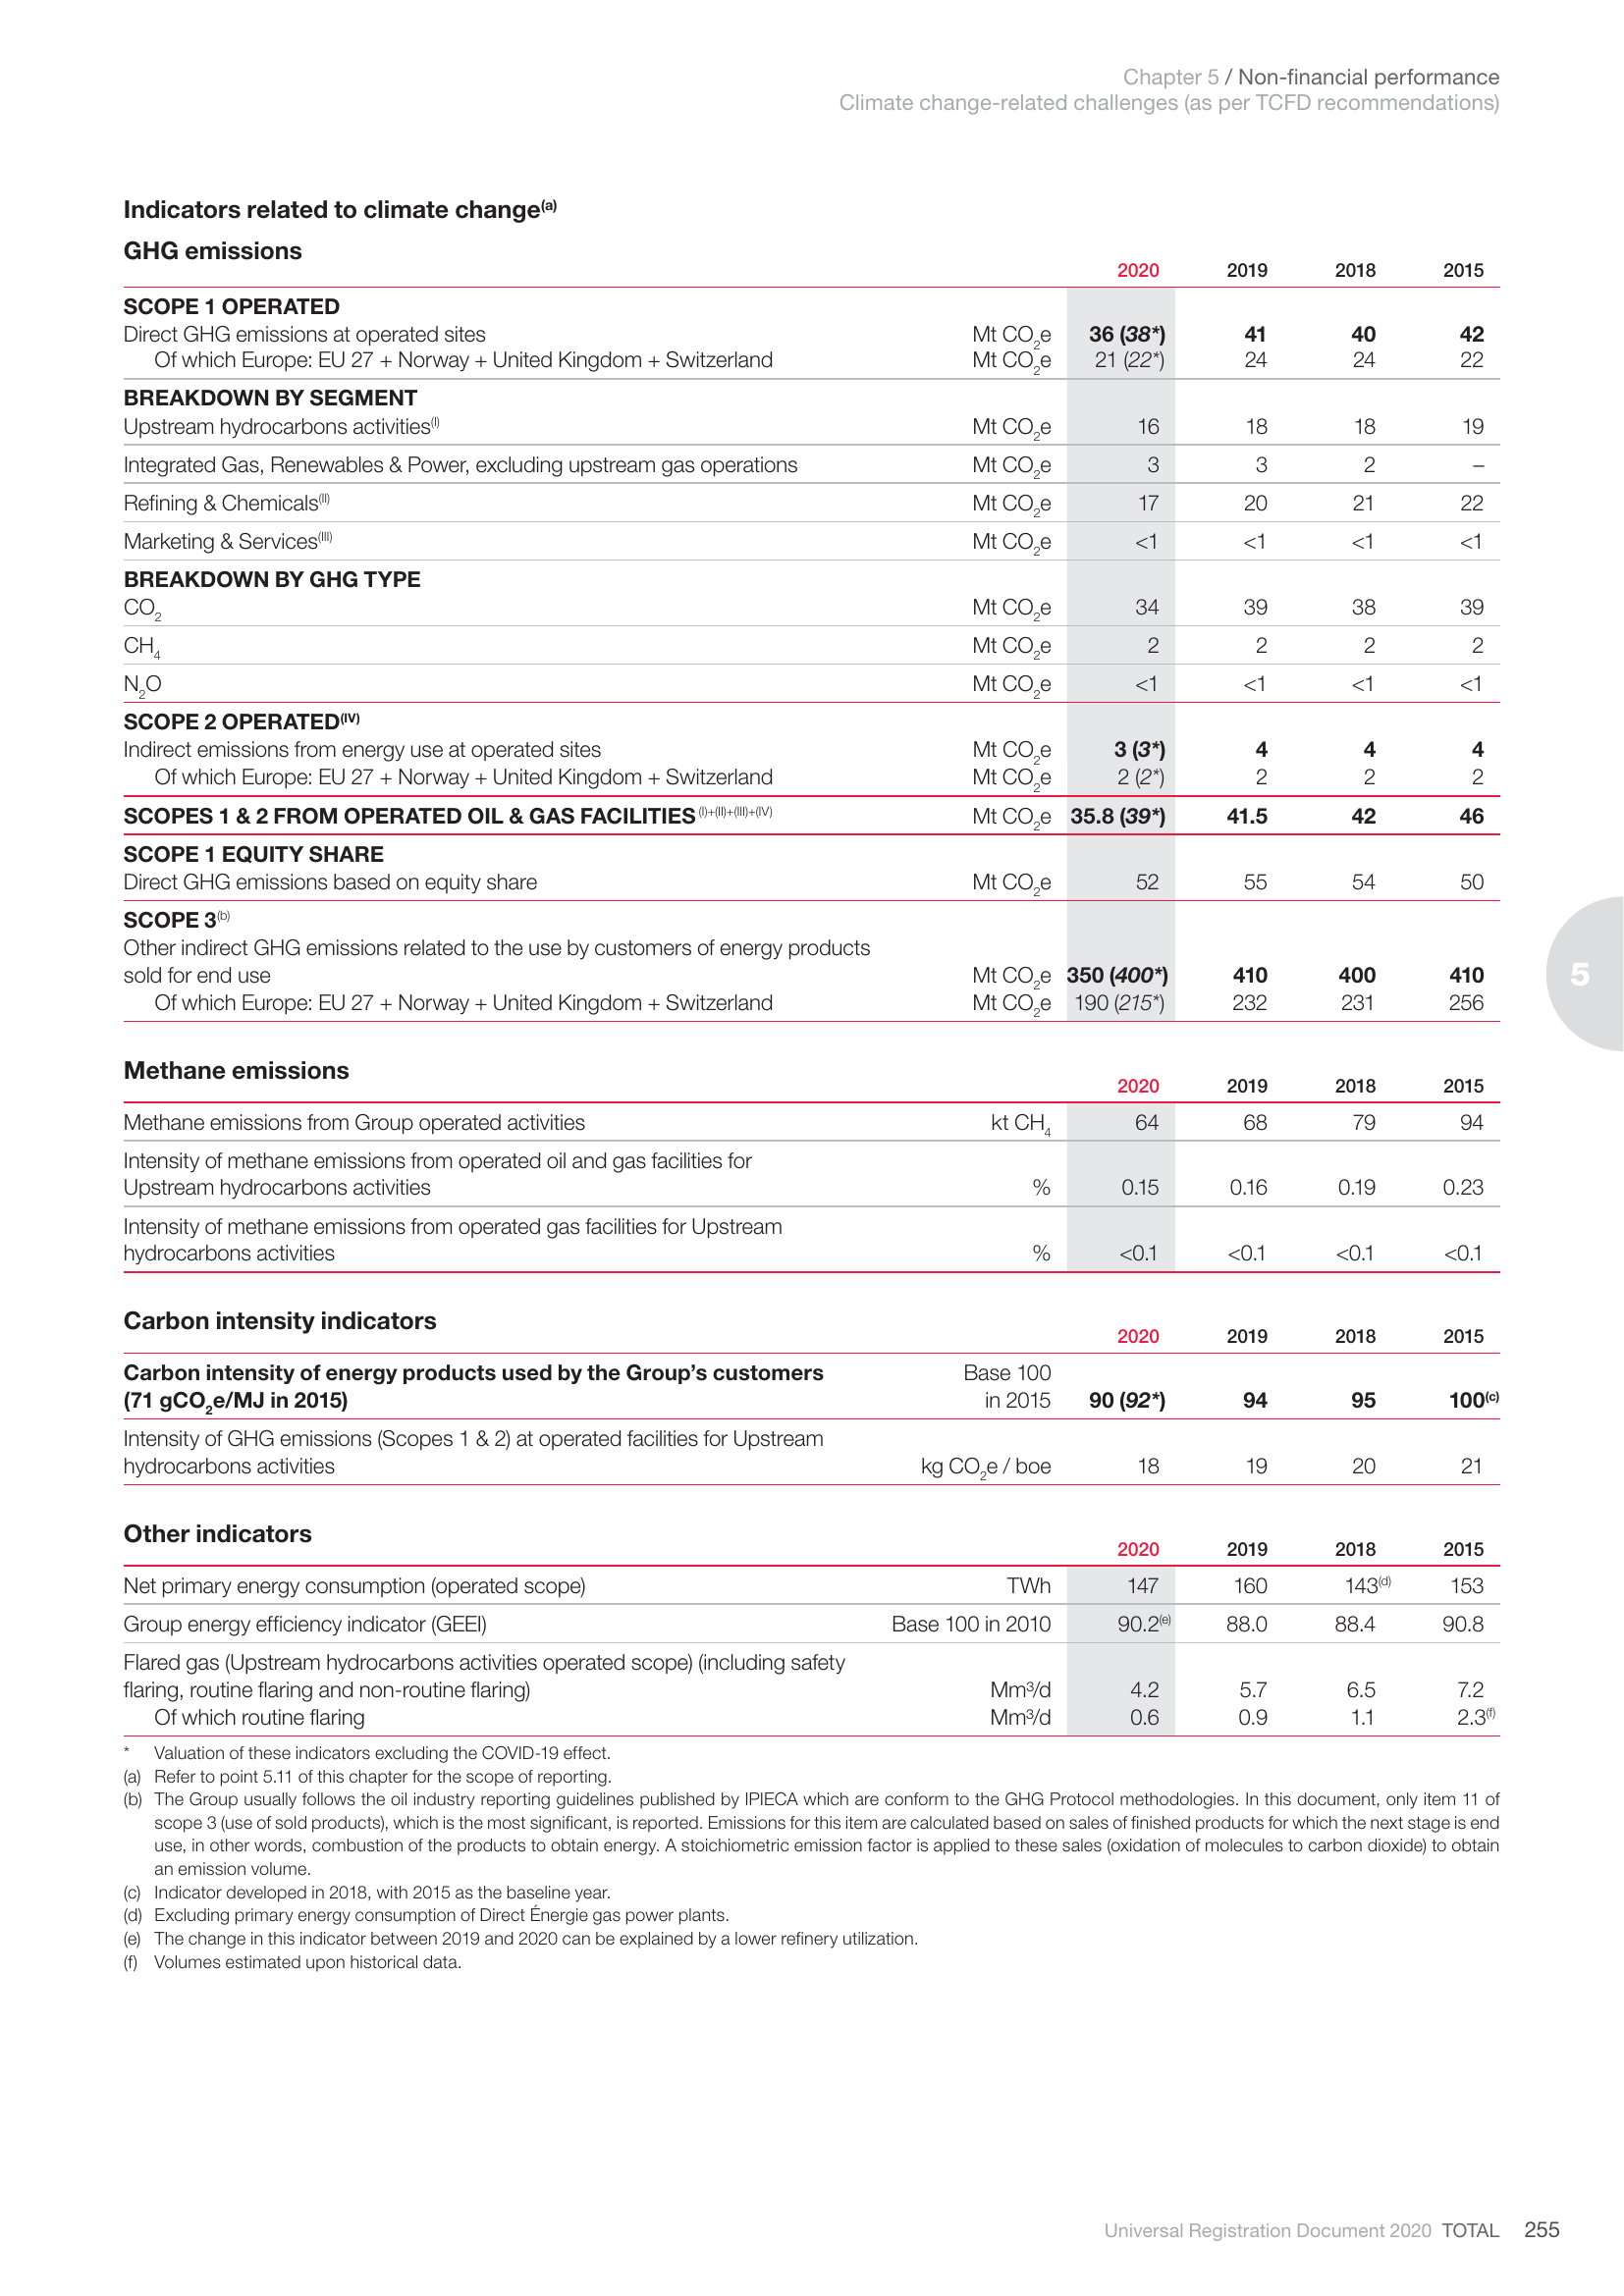 Chapter 5 / Non-financial performance
Climate change-related challenges (as per TCFD recommendations)
Indicators related to climate change(a)
GHG emissions
2020 2019 2018 2015
SCOPE 1 OPERATED
Direct GHG emissions at operated sites Mt CO2e 36 (38*) 41 40 42
Of which Europe: EU 27 + Norway + United Kingdom + Switzerland Mt CO2e 21 (22*) 24 24 22
BREAKDOWN BY SEGMENT
Upstream hydrocarbons activities(I) Mt CO2e 16 18 18 19
Integrated Gas, Renewables & Power, excluding upstream gas operations Mt CO2e 3 3 2 –
Refining & Chemicals(II) Mt CO2e 17 20 21 22
Marketing & Services(III) Mt CO2e <1 <1 <1 <1
BREAKDOWN BY GHG TYPE
CO2 Mt CO2e 34 39 38 39
CH4 Mt CO2e 2 2 2 2
N2O Mt CO2e <1 <1 <1 <1
SCOPE 2 OPERATED(IV)
Indirect emissions from energy use at operated sites Mt CO2e 3 (3*) 4 4 4
Of which Europe: EU 27 + Norway + United Kingdom + Switzerland Mt CO2e 2 (2*) 2 2 2
SCOPES 1 & 2 FROM OPERATED OIL & GAS FACILITIES (I)+(II)+(III)+(IV) Mt CO2e 35.8 (39*) 41.5 42 46
SCOPE 1 EQUITY SHARE
Direct GHG emissions based on equity share Mt CO2e 52 55 54 50
SCOPE 3(b)
Other indirect GHG emissions related to the use by customers of energy products
sold for end use Mt CO2e 350 (400*) 410 400 410
Of which Europe: EU 27 + Norway + United Kingdom + Switzerland Mt CO2e 190 (215*) 232 231 256
5
Methane emissions
2020 2019 2018 2015
Methane emissions from Group operated activities kt CH4 64 68 79 94
Intensity of methane emissions from operated oil and gas facilities for
Upstream hydrocarbons activities % 0.15 0.16 0.19 0.23
Intensity of methane emissions from operated gas facilities for Upstream
hydrocarbons activities % <0.1 <0.1 <0.1 <0.1
Carbon intensity indicators
2020 2019 2018 2015
Carbon intensity of energy products used by the Group's customers Base 100
(71 gCO2e/MJ in 2015) in 2015 90 (92*) 94 95 100(c)
Intensity of GHG emissions (Scopes 1 & 2) at operated facilities for Upstream
hydrocarbons activities kg CO2e / boe 18 19 20 21
Other indicators
2020 2019 2018 2015
Net primary energy consumption (operated scope) TWh 147 160 143(d) 153
Group energy efficiency indicator (GEEI) Base 100 in 2010 90.2(e) 88.0 88.4 90.8
Flared gas (Upstream hydrocarbons activities operated scope) (including safety
flaring, routine flaring and non-routine flaring) Mm³/d 4.2 5.7 6.5 7.2
Of which routine flaring Mm³/d 0.6 0.9 1.1 2.3(f)
* Valuation of these indicators excluding the COVID-19 effect.
(a) Refer to point 5.11 of this chapter for the scope of reporting.
(b) The Group usually follows the oil industry reporting guidelines published by IPIECA which are conform to the GHG Protocol methodologies. In this document, only item 11 of
scope 3 (use of sold products), which is the most significant, is reported. Emissions for this item are calculated based on sales of finished products for which the next stage is end
use, in other words, combustion of the products to obtain energy. A stoichiometric emission factor is applied to these sales (oxidation of molecules to carbon dioxide) to obtain
an emission volume.
(c) Indicator developed in 2018, with 2015 as the baseline year.
(d) Excluding primary energy consumption of Direct Énergie gas power plants.
(e) The change in this indicator between 2019 and 2020 can be explained by a lower refinery utilization.
(f) Volumes estimated upon historical data.
Universal Registration Document 2020 TOTAL 255